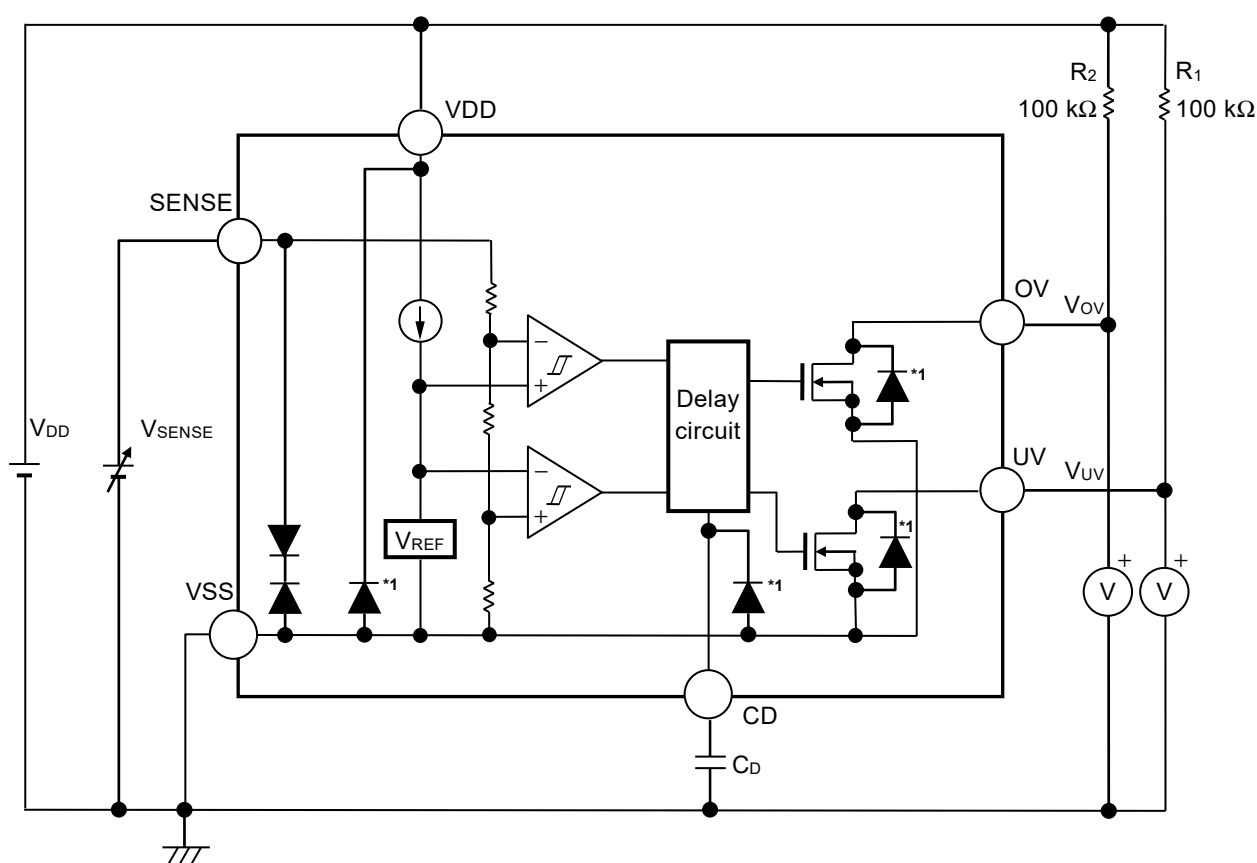 R2
100 kΩ
R1
100 kΩ
VDD
SENSE
OV
VOV
−
+
*1
Delay
circuit
VDD
VSENSE
UV
VUV
−
+
*1
VREF
+
+
VSS
*1
*1
V
V
CD
CD